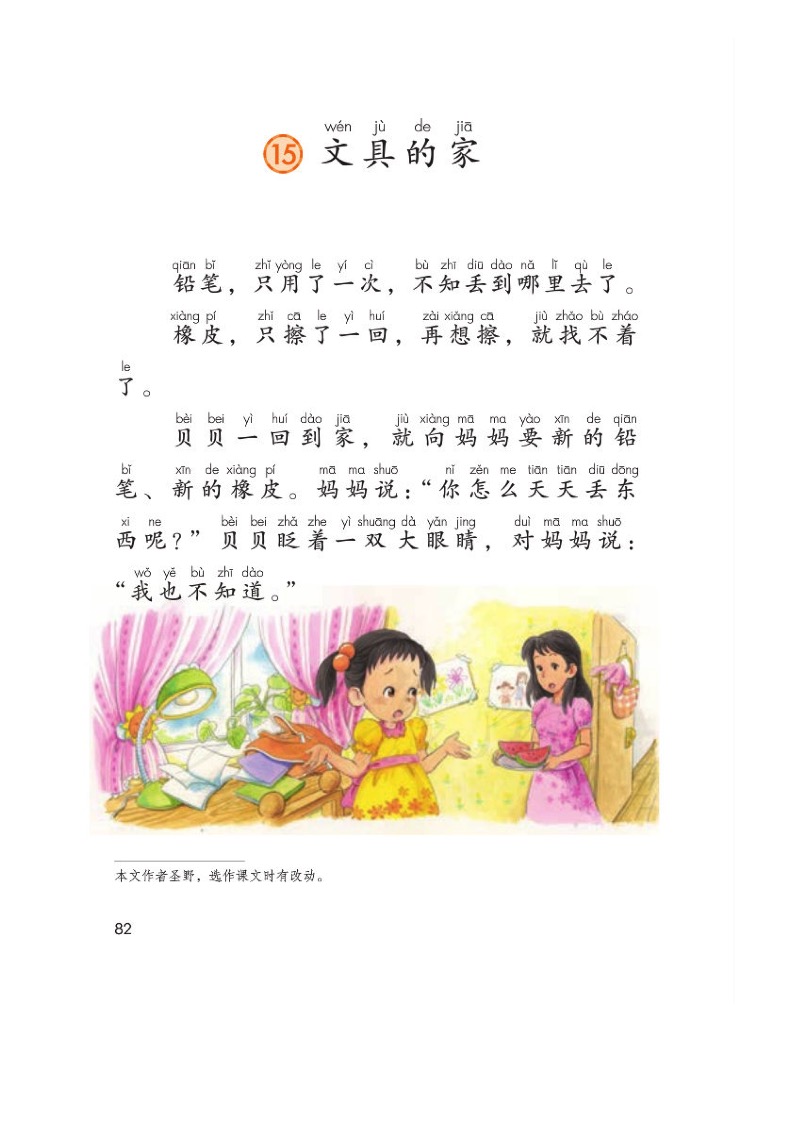 wén jù de jiā
15 文具的家
qiān bǐ zhǐ yòng le yí cì bù zhī diū dào nǎ lǐ qù le
铅笔，只用了一次，不知丢到哪里去了。
xiàng pí zhǐ cā le yì huí zài xiǎng cā jiù zhǎo bù zháo
橡皮，只擦了一回，再想擦，就找不着
le
了。
bèi bei yì huí dào jiā jiù xiàng mā ma yào xīn de qiān
贝贝一回到家，就向妈妈要新的铅
bǐ xīn de xiàng pí mā ma shuō nǐ zěn me tiān tiān diū dōng
笔、新的橡皮。妈妈说：“你怎么天天丢东
xi ne bèi bei zhǎ zhe yì shuāng dà yǎn jing duì mā ma shuō
西呢？” 贝贝眨着一双大眼睛，对妈妈说：
wǒ yě bù zhī dào
“我也不知道。”
本文作者圣野，选作课文时有改动。
82